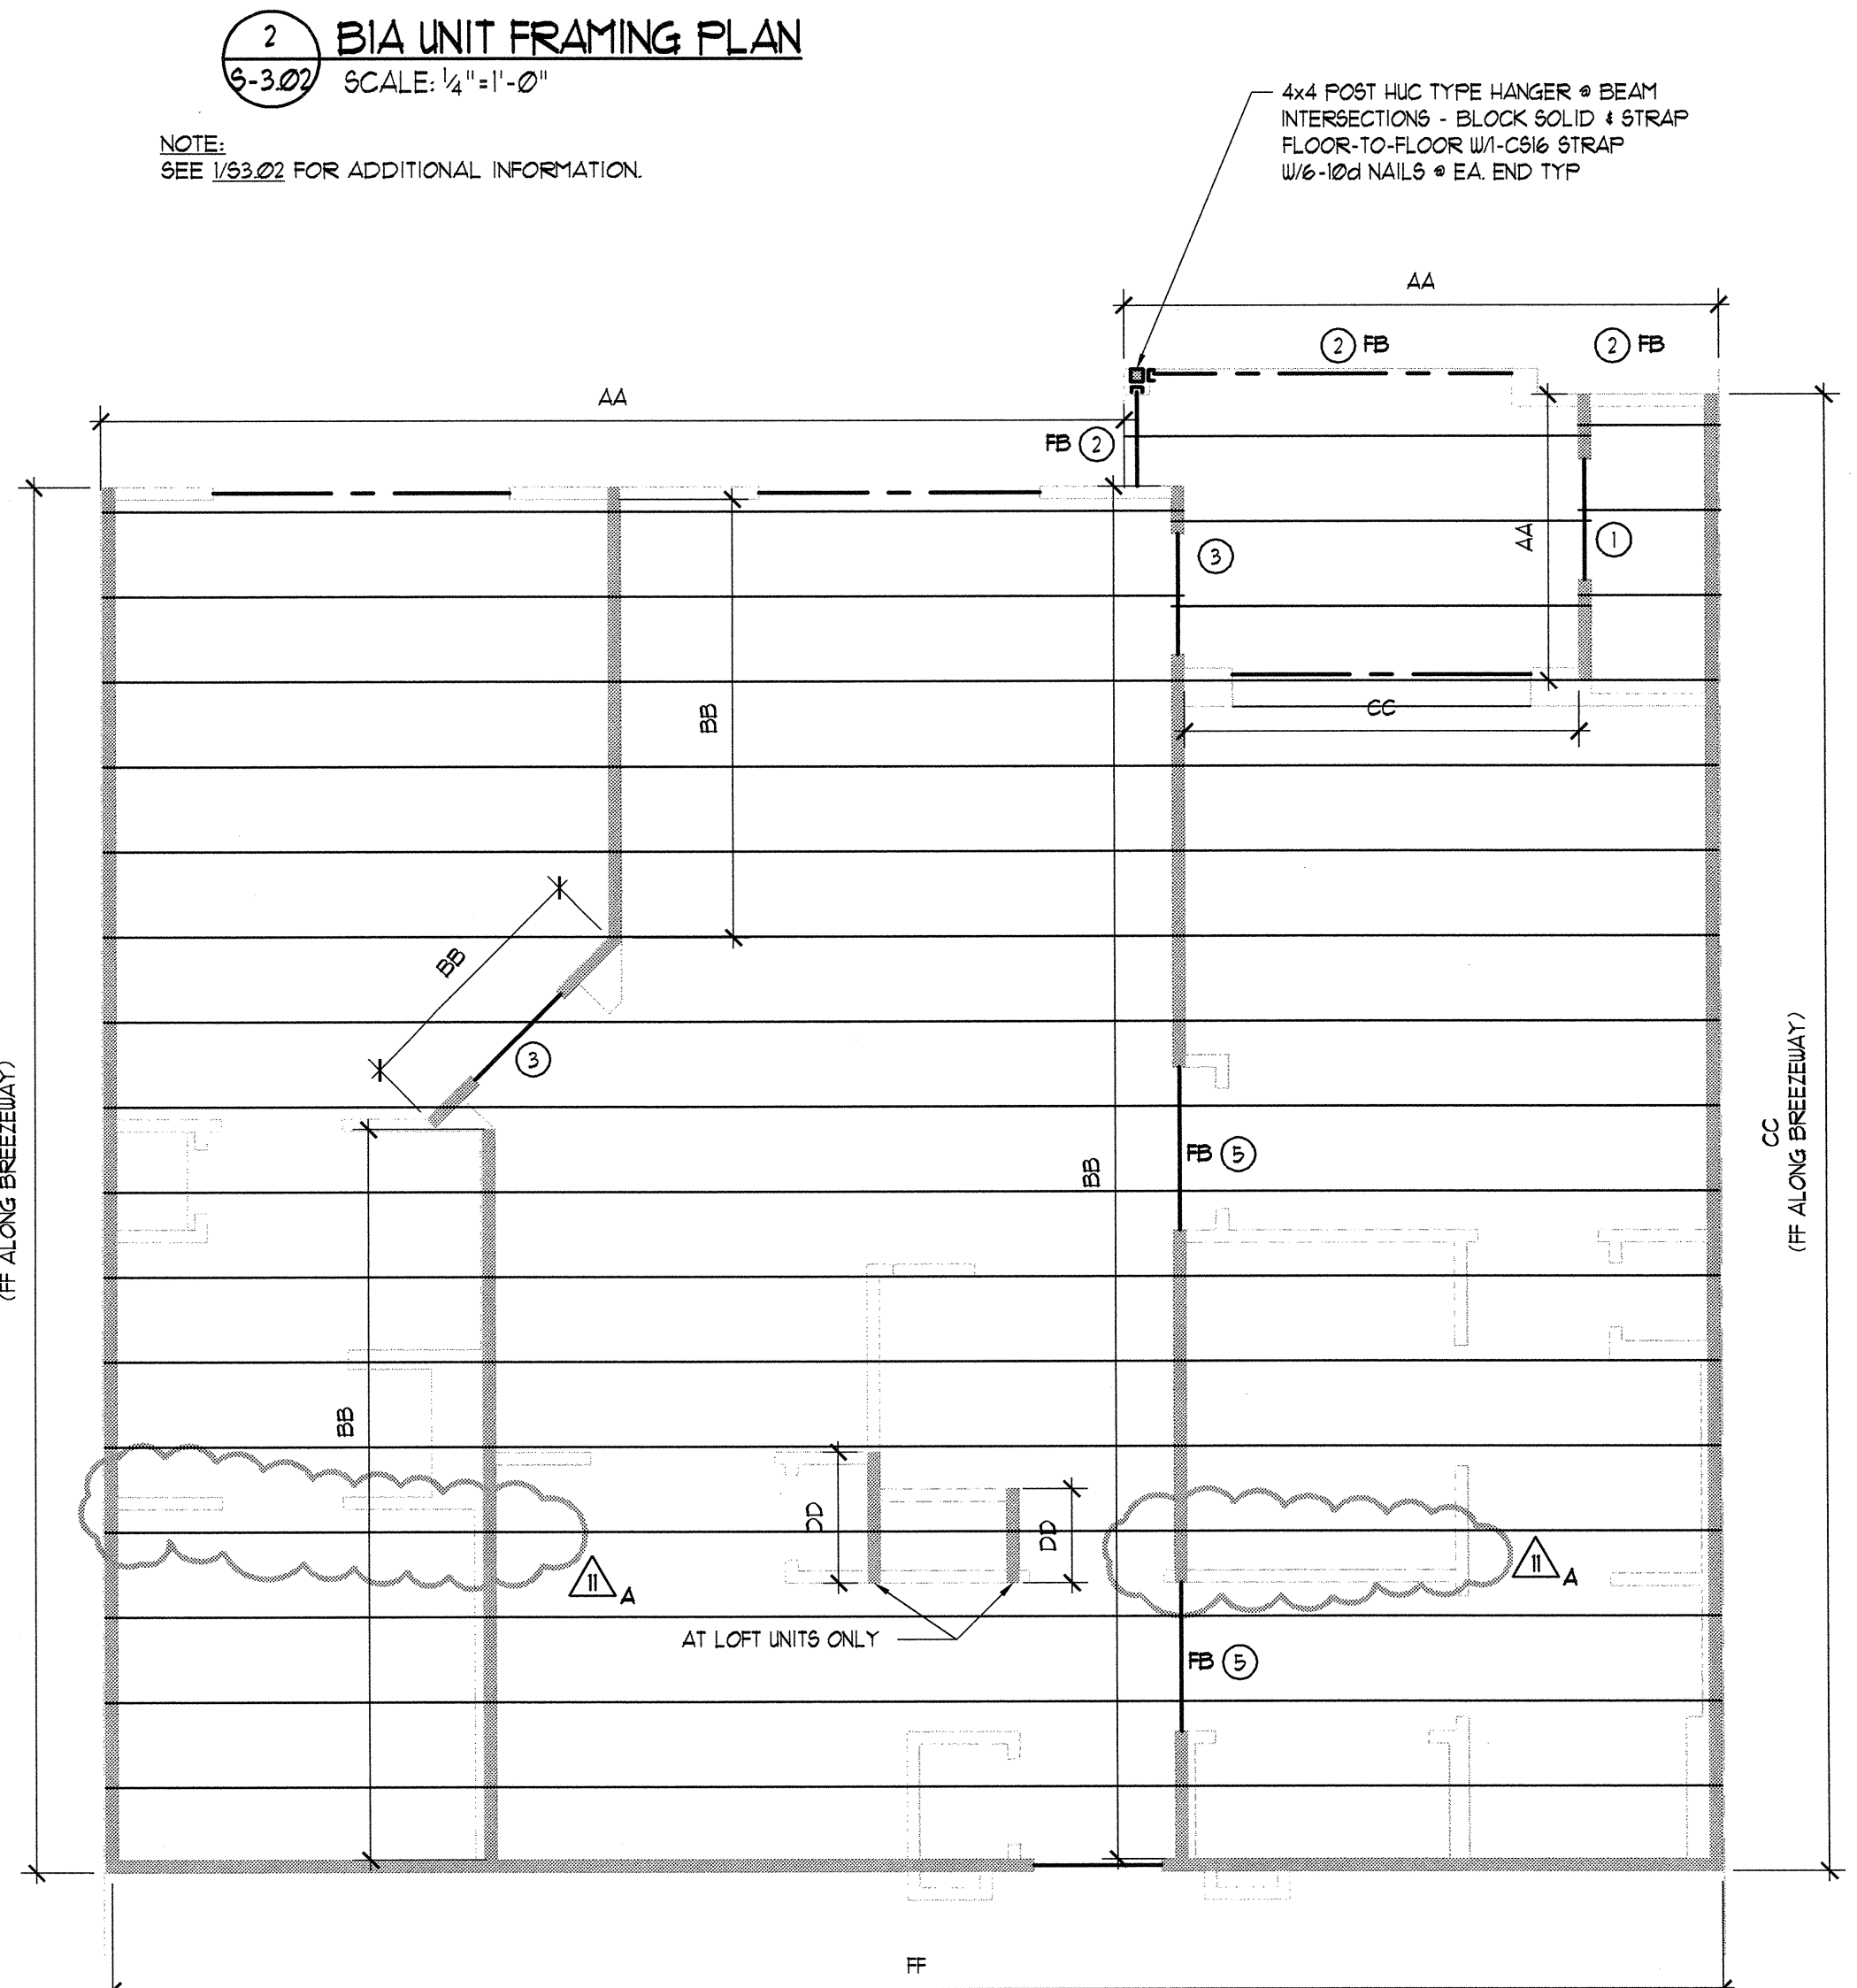 2
S-3.02
B1A UNIT FRAMING PLAN
SCALE: 1/4"=1'-0"
NOTE:
SEE 1/S3.02 FOR ADDITIONAL INFORMATION.
4x4 POST HUC TYPE HANGER @ BEAM
INTERSECTIONS - BLOCK SOLID & STRAP
FLOOR-TO-FLOOR W/1-CS16 STRAP
W/6-10d NAILS @ EA. END TYP
AA
2 FB
2 FB
AA
FB 2
3
AA
1
BB
CC
BB
3
BB
FB 5
CC
(FF ALONG BREEZEWAY)
(FF ALONG BREEZEWAY)
BB
DD
DD
11 A
11 A
AT LOFT UNITS ONLY
FB 5
FF